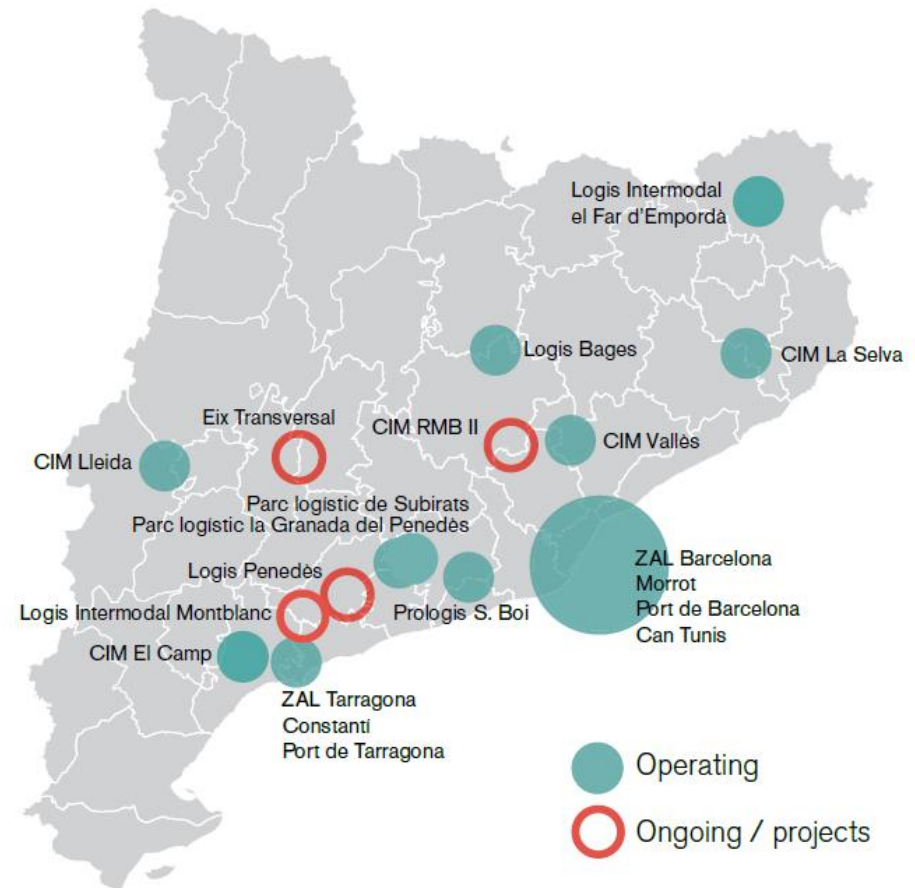 Logis Intermodal
el Far d'Empordà
Logis Bages
CIM La Selva
Eix Transversal
CIM RMB II
CIM Vallès
CIM Lleida
Parc logístic de Subirats
Parc logístic la Granada del Penedès
ZAL Barcelona
Morrot
Port de Barcelona
Can Tunis
Logis Penedès
Logis Intermodal Montblanc
Prologis S. Boi
CIM El Camp
ZAL Tarragona
Constantí
Port de Tarragona
Operating
Ongoing / projects